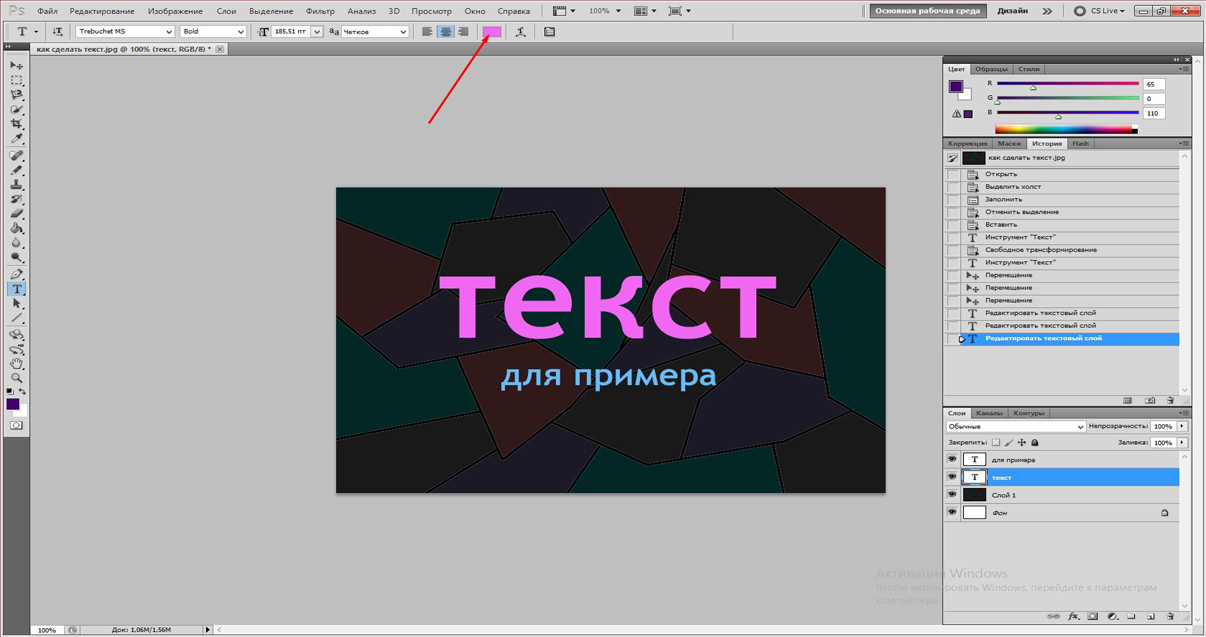 Ps Файл Редактирование Изображение Слои Выделение Фильтр Анализ 3D Просмотр Окно Справка 100% Основная рабочая среда Дизайн >> CS Live
T Trebuchet MS Bold T 185,51 пт aа Четкое
как сделать текст.jpg @ 100% (текст, RGB/8) *
Цвет Образцы Стили
R 65
G 0
B 110
Коррекция Маски История Flash
как сделать текст.jpg
Открыть
Выделить холст
Заполнить
Отменить выделение
Вставить
Инструмент "Текст"
Свободное трансформирование
Инструмент "Текст"
Перемещение
Перемещение
Перемещение
Редактировать текстовый слой
Редактировать текстовый слой
Редактировать текстовый слой
текст
для примера
Слои Каналы Контуры
Обычные Непрозрачность: 100%
Закрепить: Заливка: 100%
T для примера
T текст
Слой 1
Фон
Активация Windows
Чтобы активировать Windows, перейдите к параметрам
компьютера.
100% Док: 1,06M/1,56M